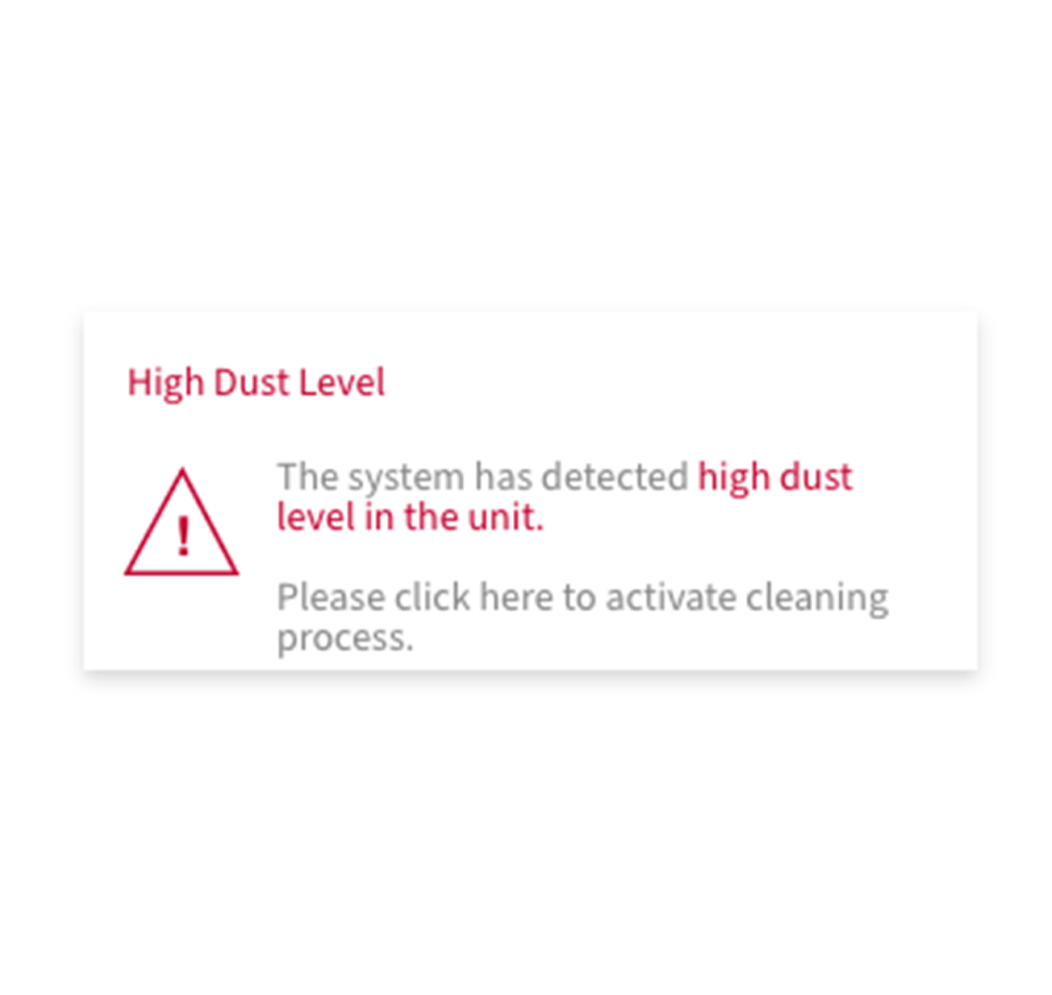 High Dust Level
!
The system has detected high dust
level in the unit.
Please click here to activate cleaning
process.